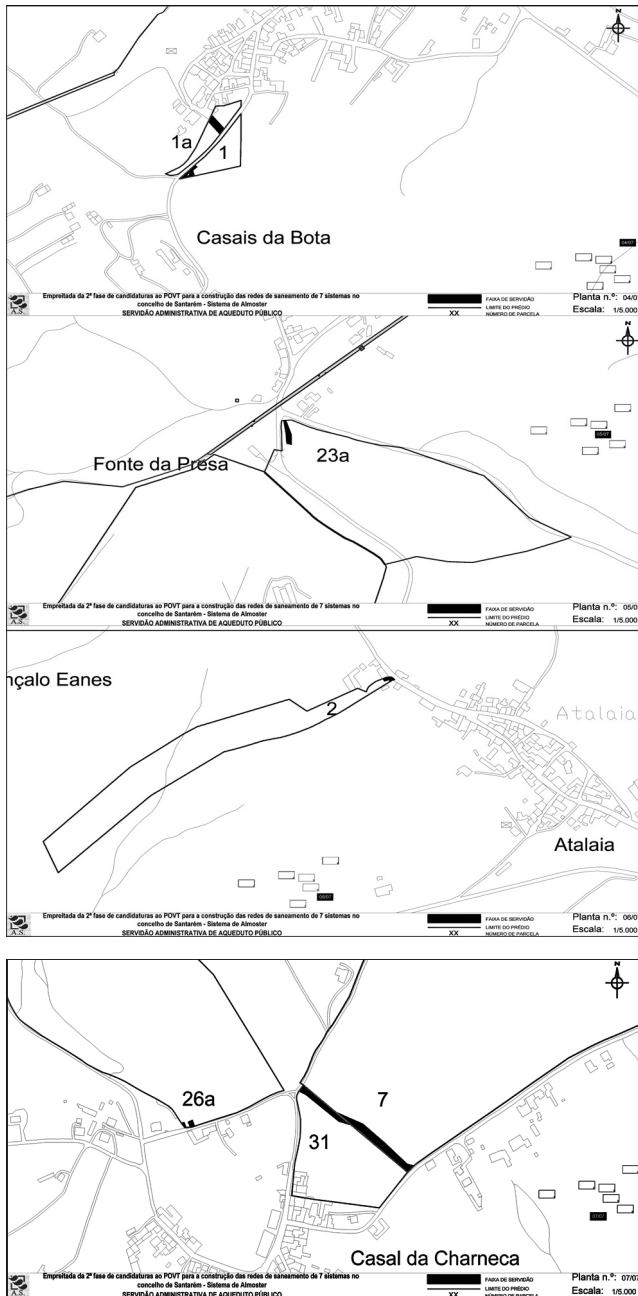 N
1a
1
Casais da Bota
04/07
A.S.
Empreitada da 2ª fase de candidaturas ao POVT para a construção das redes de saneamento de 7 sistemas no
concelho de Santarém - Sistema de Almoster
SERVIDÃO ADMINISTRATIVA DE AQUEDUTO PÚBLICO
FAIXA DE SERVIDÃO
LIMITE DO PRÉDIO
XX NÚMERO DE PARCELA
Planta n.º: 04/0
Escala: 1/5.000
N
Fonte da Presa
23a
05/07
A.S.
Empreitada da 2ª fase de candidaturas ao POVT para a construção das redes de saneamento de 7 sistemas no
concelho de Santarém - Sistema de Almoster
SERVIDÃO ADMINISTRATIVA DE AQUEDUTO PÚBLICO
FAIXA DE SERVIDÃO
LIMITE DO PRÉDIO
XX NÚMERO DE PARCELA
Planta n.º: 05/0
Escala: 1/5.000
nçalo Eanes
2
Atalaia
Atalaia
06/07
A.S.
Empreitada da 2ª fase de candidaturas ao POVT para a construção das redes de saneamento de 7 sistemas no
concelho de Santarém - Sistema de Almoster
SERVIDÃO ADMINISTRATIVA DE AQUEDUTO PÚBLICO
FAIXA DE SERVIDÃO
LIMITE DO PRÉDIO
XX NÚMERO DE PARCELA
Planta n.º: 06/0
Escala: 1/5.000
N
26a
7
31
07/07
Casal da Charneca
A.S.
Empreitada da 2ª fase de candidaturas ao POVT para a construção das redes de saneamento de 7 sistemas no
concelho de Santarém - Sistema de Almoster
SERVIDÃO ADMINISTRATIVA DE AQUEDUTO PÚBLICO
FAIXA DE SERVIDÃO
LIMITE DO PRÉDIO
XX NÚMERO DE PARCELA
Planta n.º: 07/07
Escala: 1/5.000